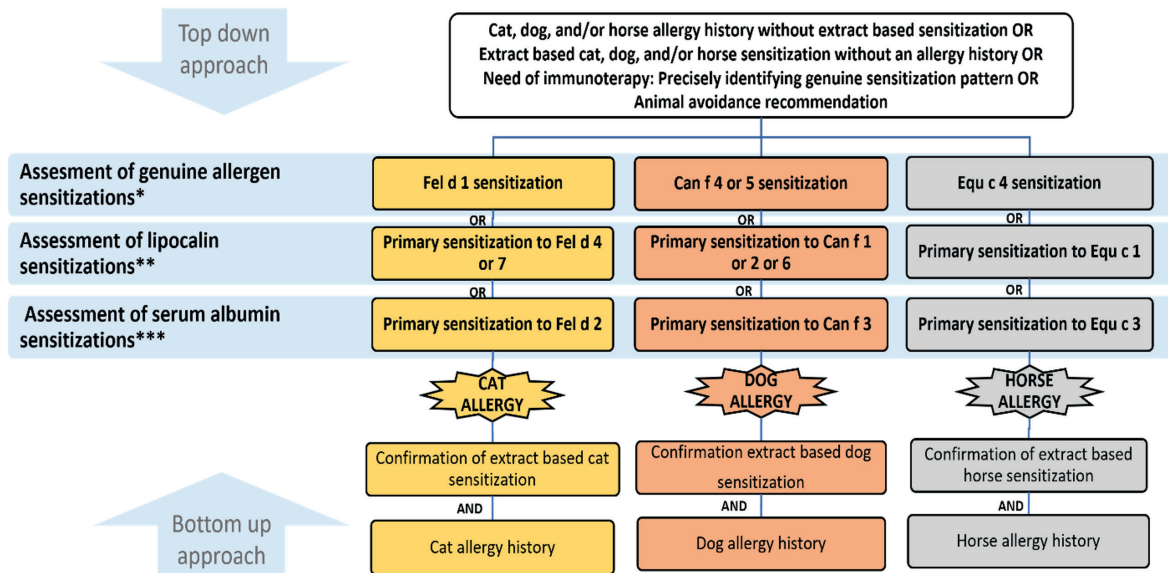 Top down
approach
Cat, dog, and/or horse allergy history without extract based sensitization OR
Extract based cat, dog, and/or horse sensitization without an allergy history OR
Need of immunotherapy: Precisely identifying genuine sensitization pattern OR
Animal avoidance recommendation
Assesment of genuine allergen
sensitizations*
Fel d 1 sensitization
Can f 4 or 5 sensitization
Equ c 4 sensitization
OR
OR
OR
Assessment of lipocalin
sensitizations**
Primary sensitization to Fel d 4
or 7
Primary sensitization to Can f 1
or 2 or 6
Primary sensitization to Equ c 1
OR
OR
OR
Assessment of serum albumin
sensitizations***
Primary sensitization to Fel d 2
Primary sensitization to Can f 3
Primary sensitization to Equ c 3
CAT
ALLERGY
DOG
ALLERGY
HORSE
ALLERGY
Confirmation of extract based cat
sensitization
Confirmation extract based dog
sensitization
Confirmation of extract based
horse sensitization
AND
AND
AND
Bottom up
approach
Cat allergy history
Dog allergy history
Horse allergy history